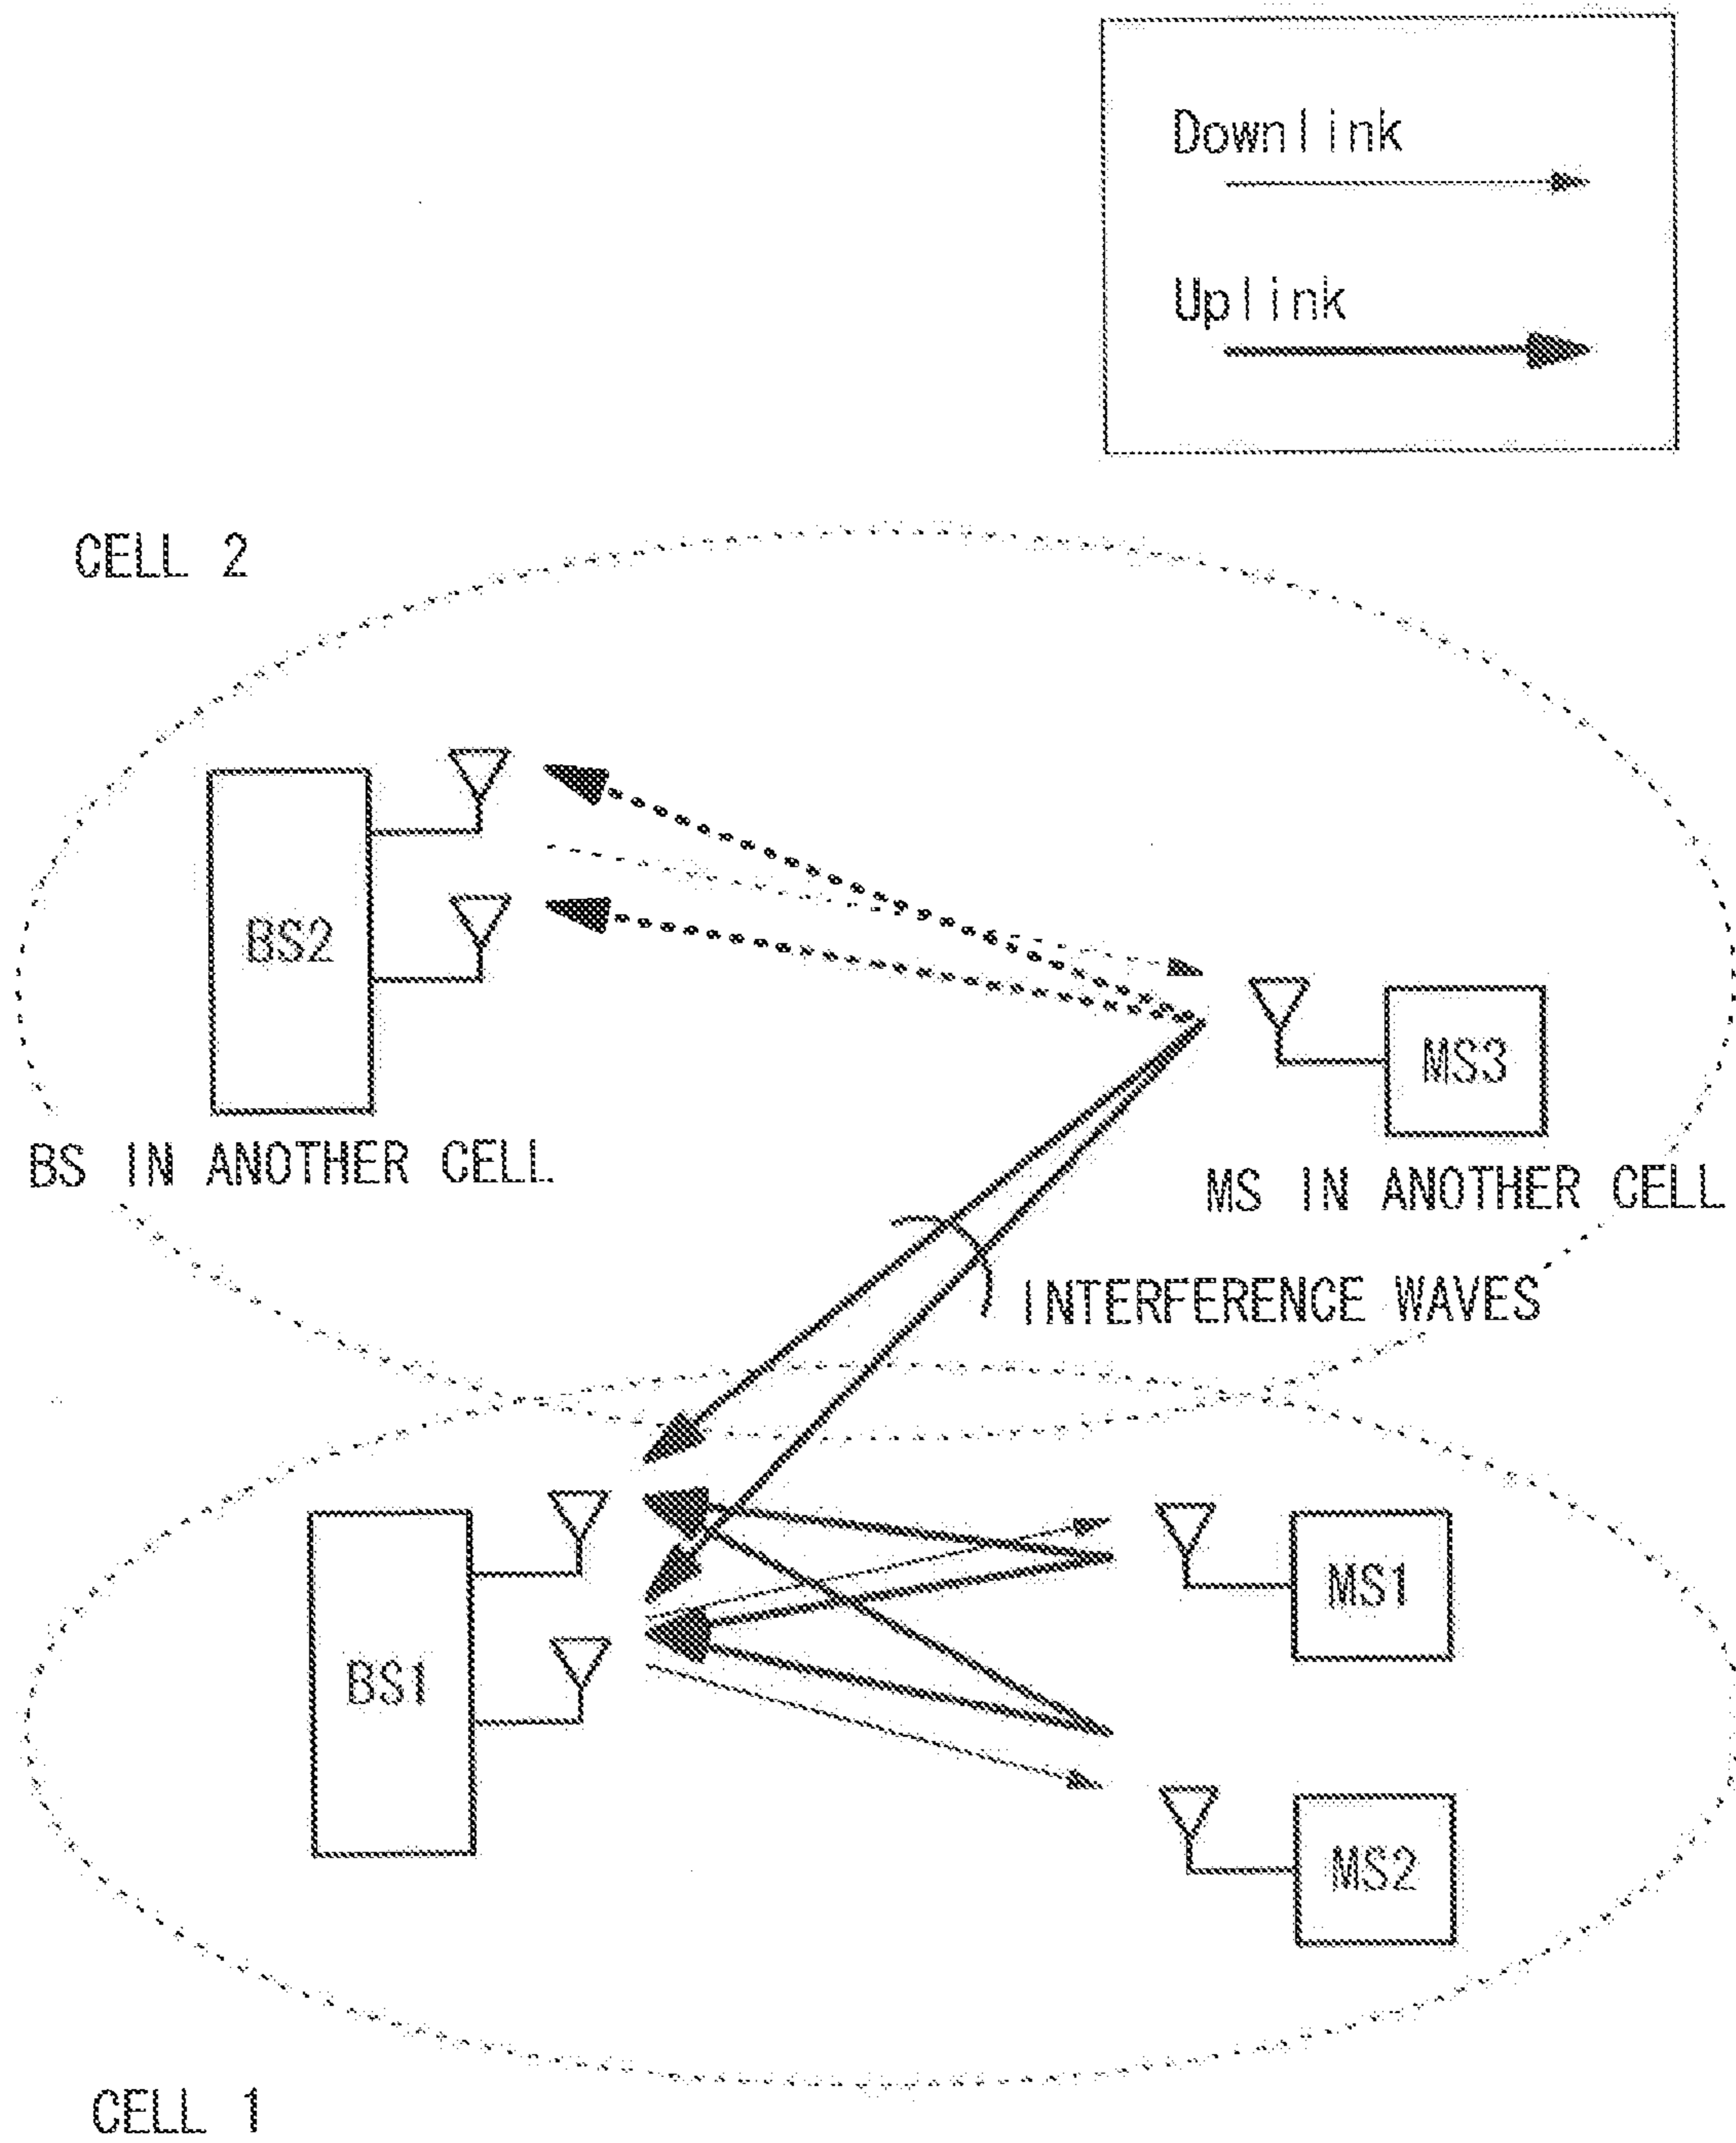 Downlink
Uplink
CELL 2
BS2
MS3
BS IN ANOTHER CELL
MS IN ANOTHER CELL
INTERFERENCE WAVES
BS1
MS1
MS2
CELL 1